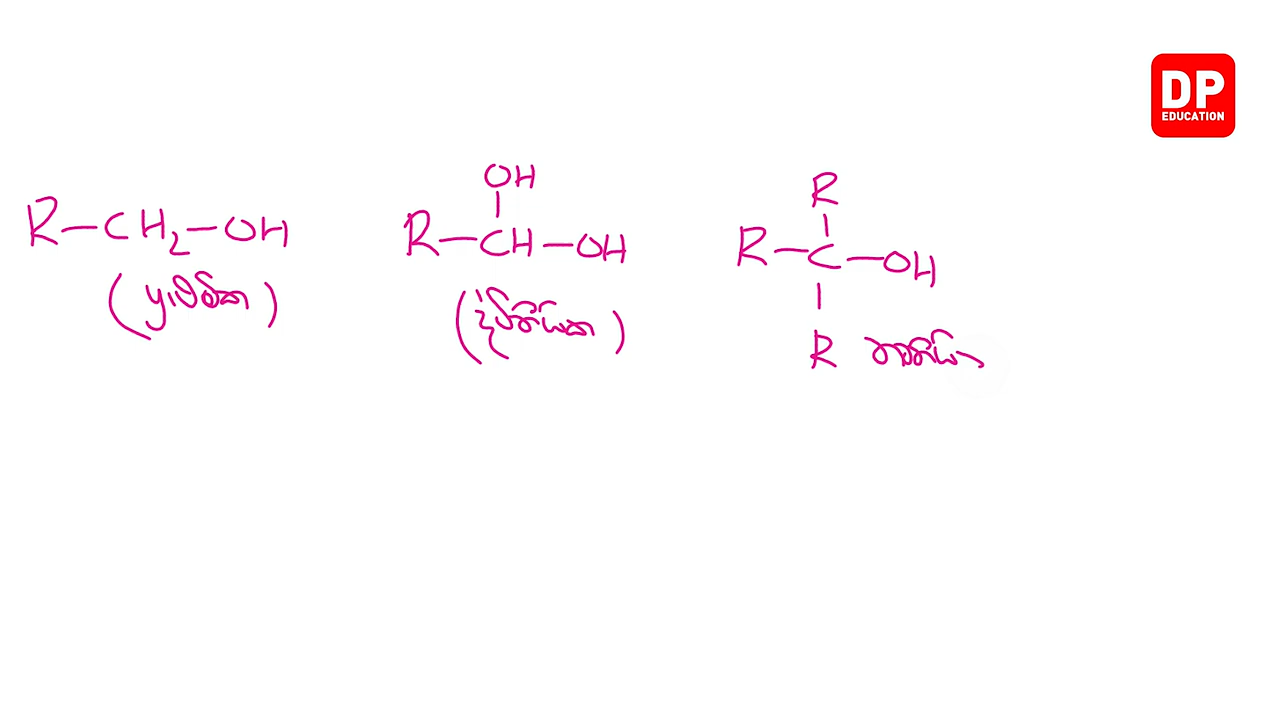 DP
EDUCATION
R-CH₂-OH
(ප්‍රාථමික)
OH
R-CH-OH
(ද්විතීයික)
R
R-C-OH
R තෘතීයික